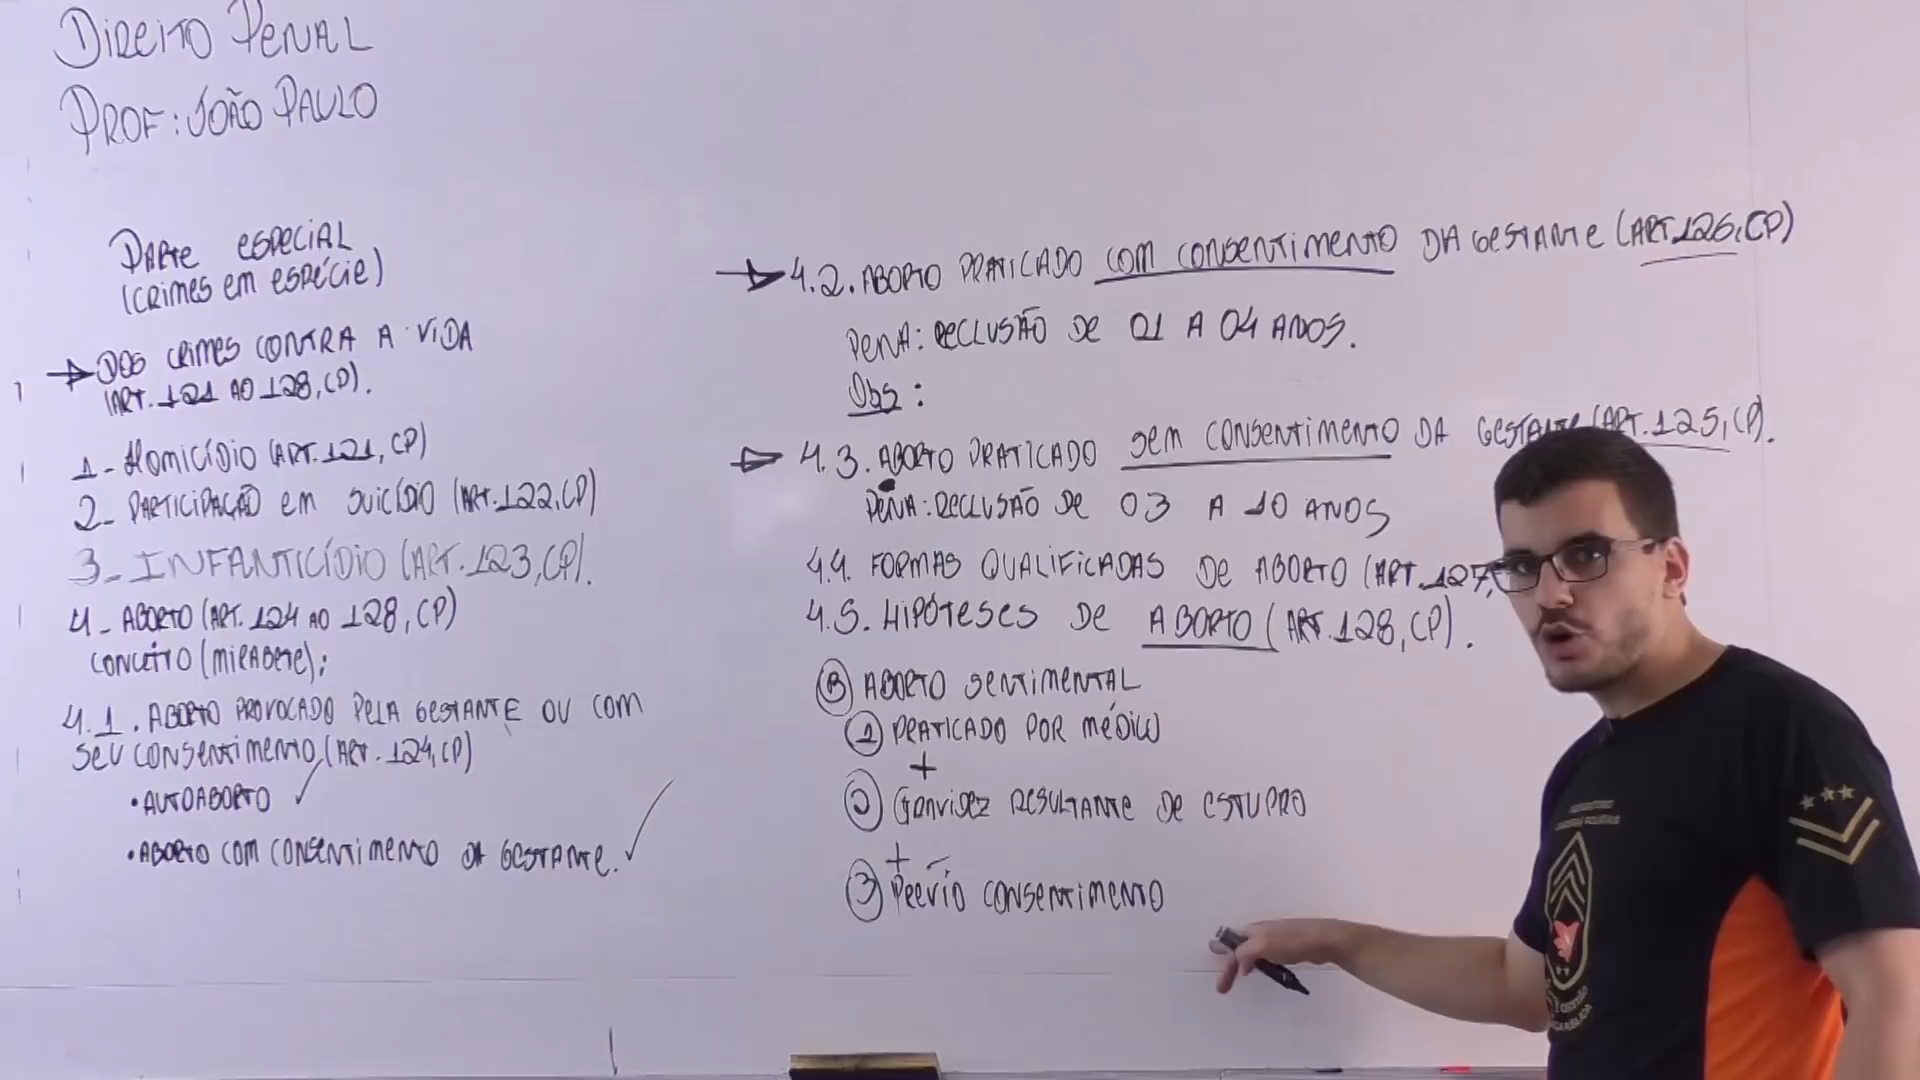 DIREITO PENAL
PROF: JOÃO PAULO
PARTE ESPECIAL
(CRIMES EM ESPÉCIE)
DOS CRIMES CONTRA A VIDA
(ART. 121 AO 128, CP).
1- HOMICÍDIO (ART. 121, CP)
2- PARTICIPAÇÃO EM SUICÍDIO (ART. 122, CP)
3- INFANTICÍDIO (ART. 123, CP).
4- ABORTO (ART. 124 AO 128, CP)
CONCEITO (MIRABETE);
4.1. ABORTO PROVOCADO PELA GESTANTE OU COM
SEU CONSENTIMENTO (ART. 124, CP)
• AUTOABORTO ✓
• ABORTO COM CONSENTIMENTO DA GESTANTE. ✓
→ 4.2. ABORTO PRATICADO COM CONSENTIMENTO DA GESTANTE (ART. 126, CP)
PENA: RECLUSÃO DE 01 A 04 ANOS.
Obs:
→ 4.3. ABORTO PRATICADO SEM CONSENTIMENTO DA GESTANTE (ART. 125, CP).
PENA: RECLUSÃO DE 03 A 10 ANOS
4.4. FORMAS QUALIFICADAS DE ABORTO (ART. 127,
4.5. HIPÓTESES DE ABORTO (ART. 128, CP).
B ABORTO SENTIMENTAL
1 PRATICADO POR MÉDICO
+
2 GRAVIDEZ RESULTANTE DE ESTUPRO
+
3 PRÉVIO CONSENTIMENTO